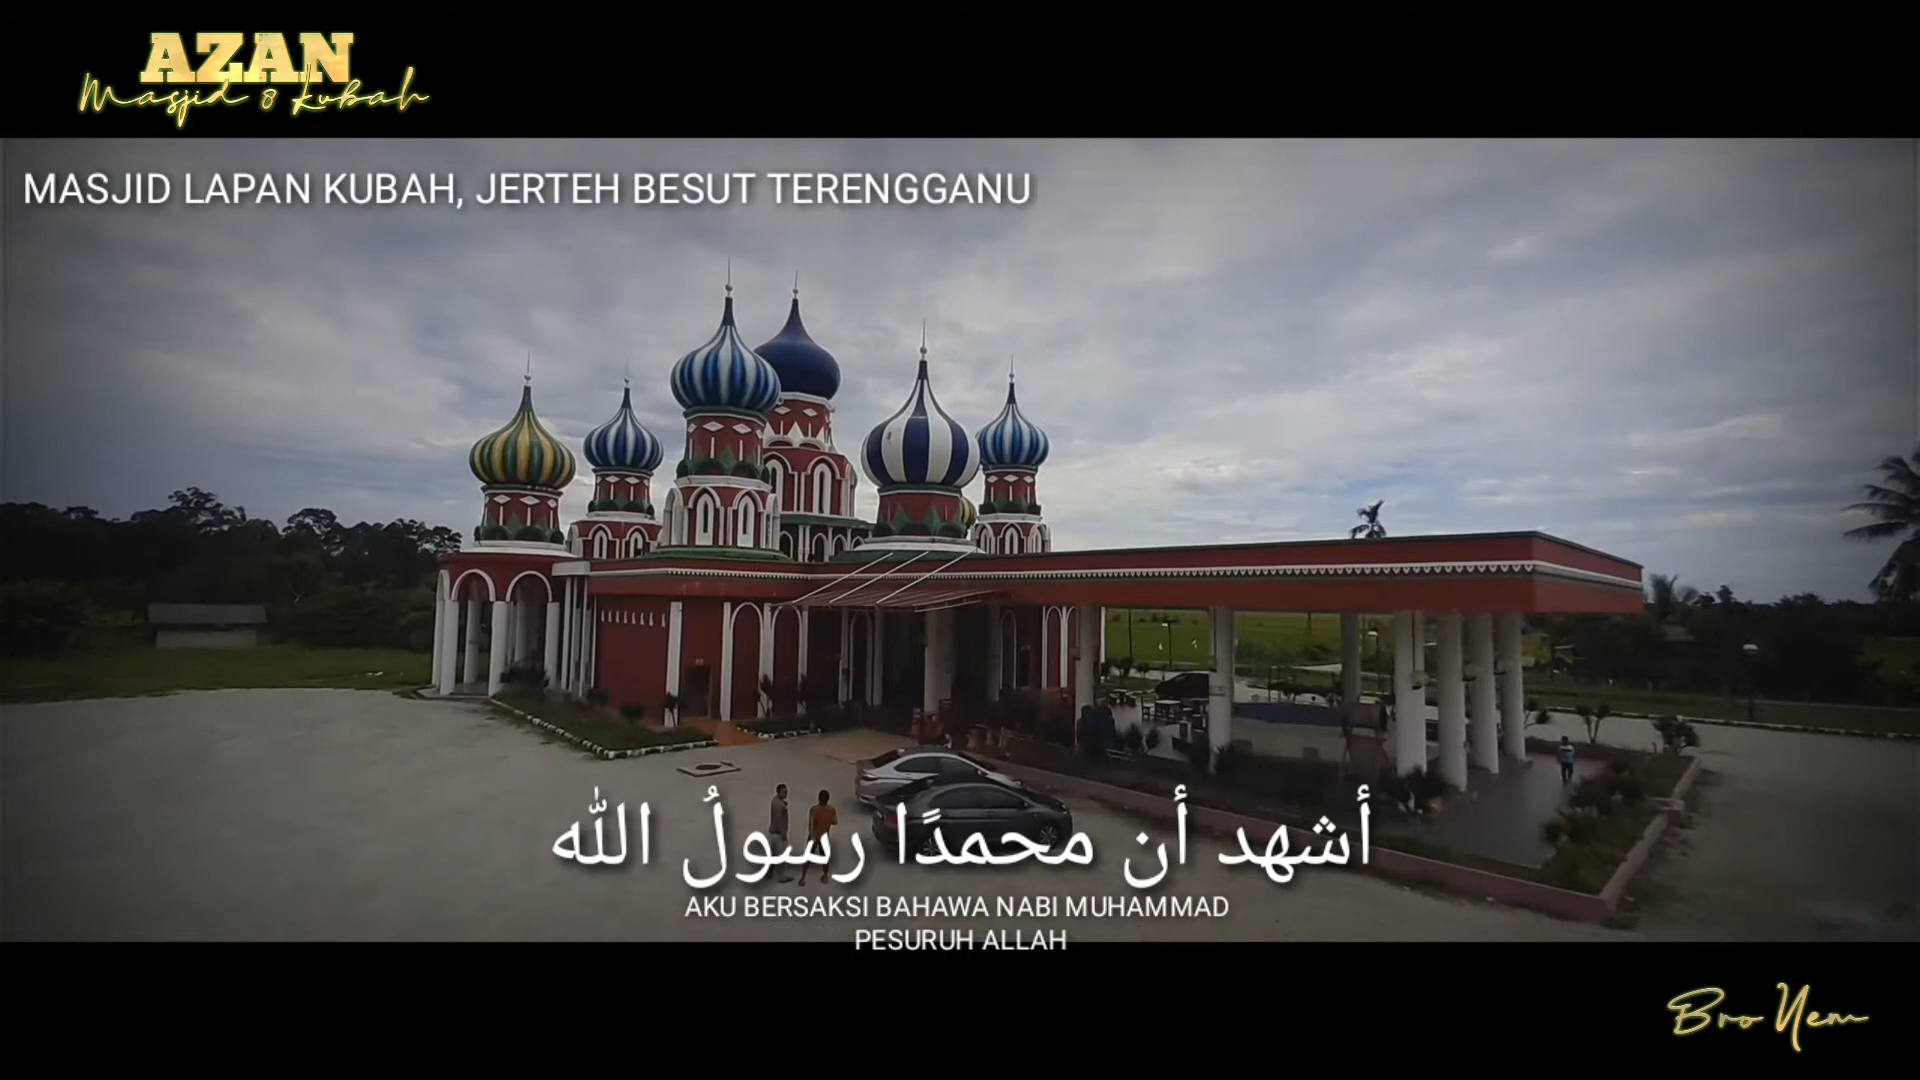 AZAN
Masjid 8 Kubah
MASJID LAPAN KUBAH, JERTEH BESUT TERENGGANU
أشهد أن محمدًا رسولُ الله
AKU BERSAKSI BAHAWA NABI MUHAMMAD
PESURUH ALLAH
Bro Nem